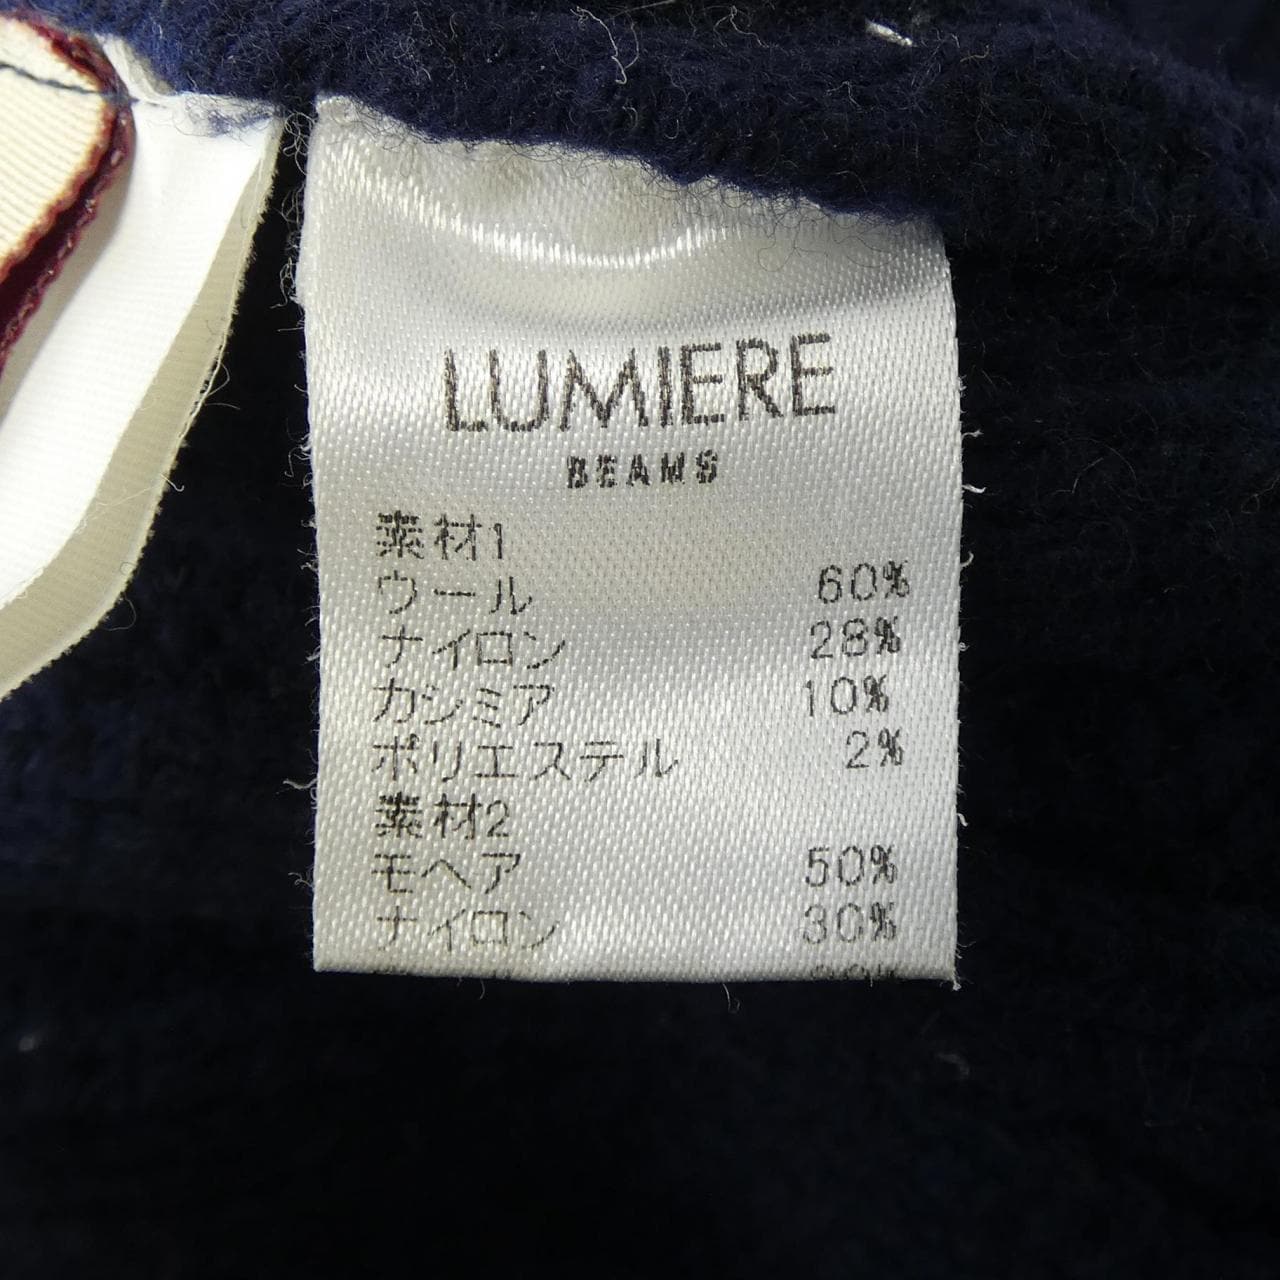 LUMIERE
BEAMS
素材1
ウール 60%
ナイロン 28%
カシミア 10%
ポリエステル 2%
素材2
モヘア 50%
ナイロン 30%